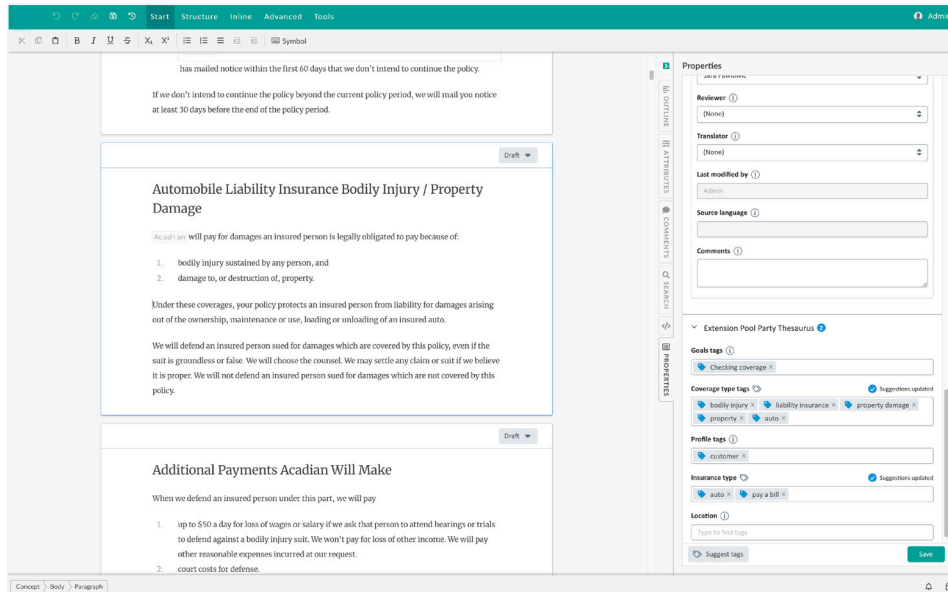 Start Structure Inline Advanced Tools Admin
B I U S X₁ X¹ Symbol
has mailed notice within the first 60 days that we don't intend to continue the policy.
If we don't intend to continue the policy beyond the current policy period, we will mail you notice
at least 30 days before the end of the policy period.
Draft
Automobile Liability Insurance Bodily Injury / Property
Damage
Acadian will pay for damages an insured person is legally obligated to pay because of:
1. bodily injury sustained by any person, and
2. damage to, or destruction of, property.
Under these coverages, your policy protects an insured person from liability for damages arising
out of the ownership, maintenance or use, loading or unloading of an insured auto.
We will defend an insured person sued for damages which are covered by this policy, even if the
suit is groundless or false. We will choose the counsel. We may settle any claim or suit if we believe
it is proper. We will not defend an insured person sued for damages which are not covered by this
policy.
Draft
Additional Payments Acadian Will Make
When we defend an insured person under this part, we will pay
1. up to $50 a day for loss of wages or salary if we ask that person to attend hearings or trials
to defend against a bodily injury suit. We won't pay for loss of other income. We will pay
other reasonable expenses incurred at our request.
2. court costs for defense.
OUTLINE
ATTRIBUTES
COMMENTS
SEARCH
</>
PROPERTIES
Properties
Reviewer
(None)
Translator
(None)
Last modified by
Admin
Source language
Comments
Extension Pool Party Thesaurus 2
Goals tags
Checking coverage ×
Coverage type tags Suggestions updated
bodily injury × liability insurance × property damage ×
property × auto ×
Profile tags
customer ×
Insurance type Suggestions updated
auto × pay a bill ×
Location
Type to find tags
Suggest tags Save
Concept Body Paragraph